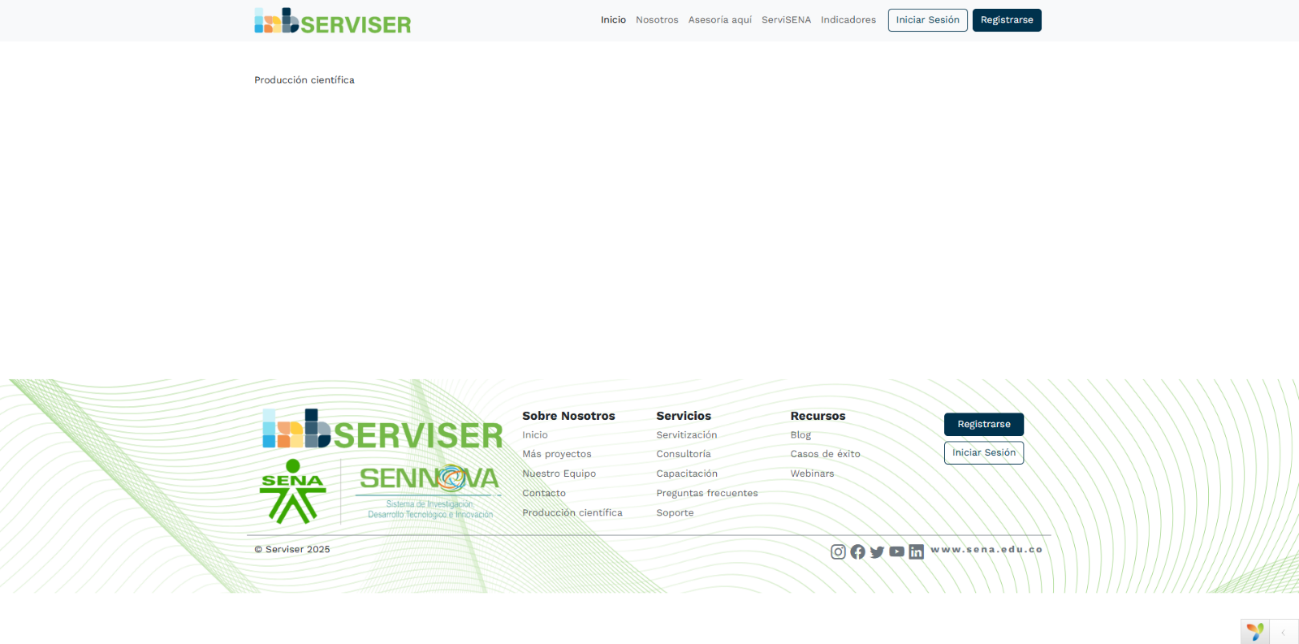 SERVISER
Inicio Nosotros Asesoría aquí ServiSENA Indicadores Iniciar Sesión Registrarse
Producción científica
SERVISER
SENA
SENNOVA
Sistema de Investigación
Desarrollo Tecnológico e Innovación
Sobre Nosotros
Inicio
Más proyectos
Nuestro Equipo
Contacto
Producción científica
Servicios
Servitización
Consultoría
Capacitación
Preguntas frecuentes
Soporte
Recursos
Blog
Casos de éxito
Webinars
Registrarse
Iniciar Sesión
© Serviser 2025
www.sena.edu.co